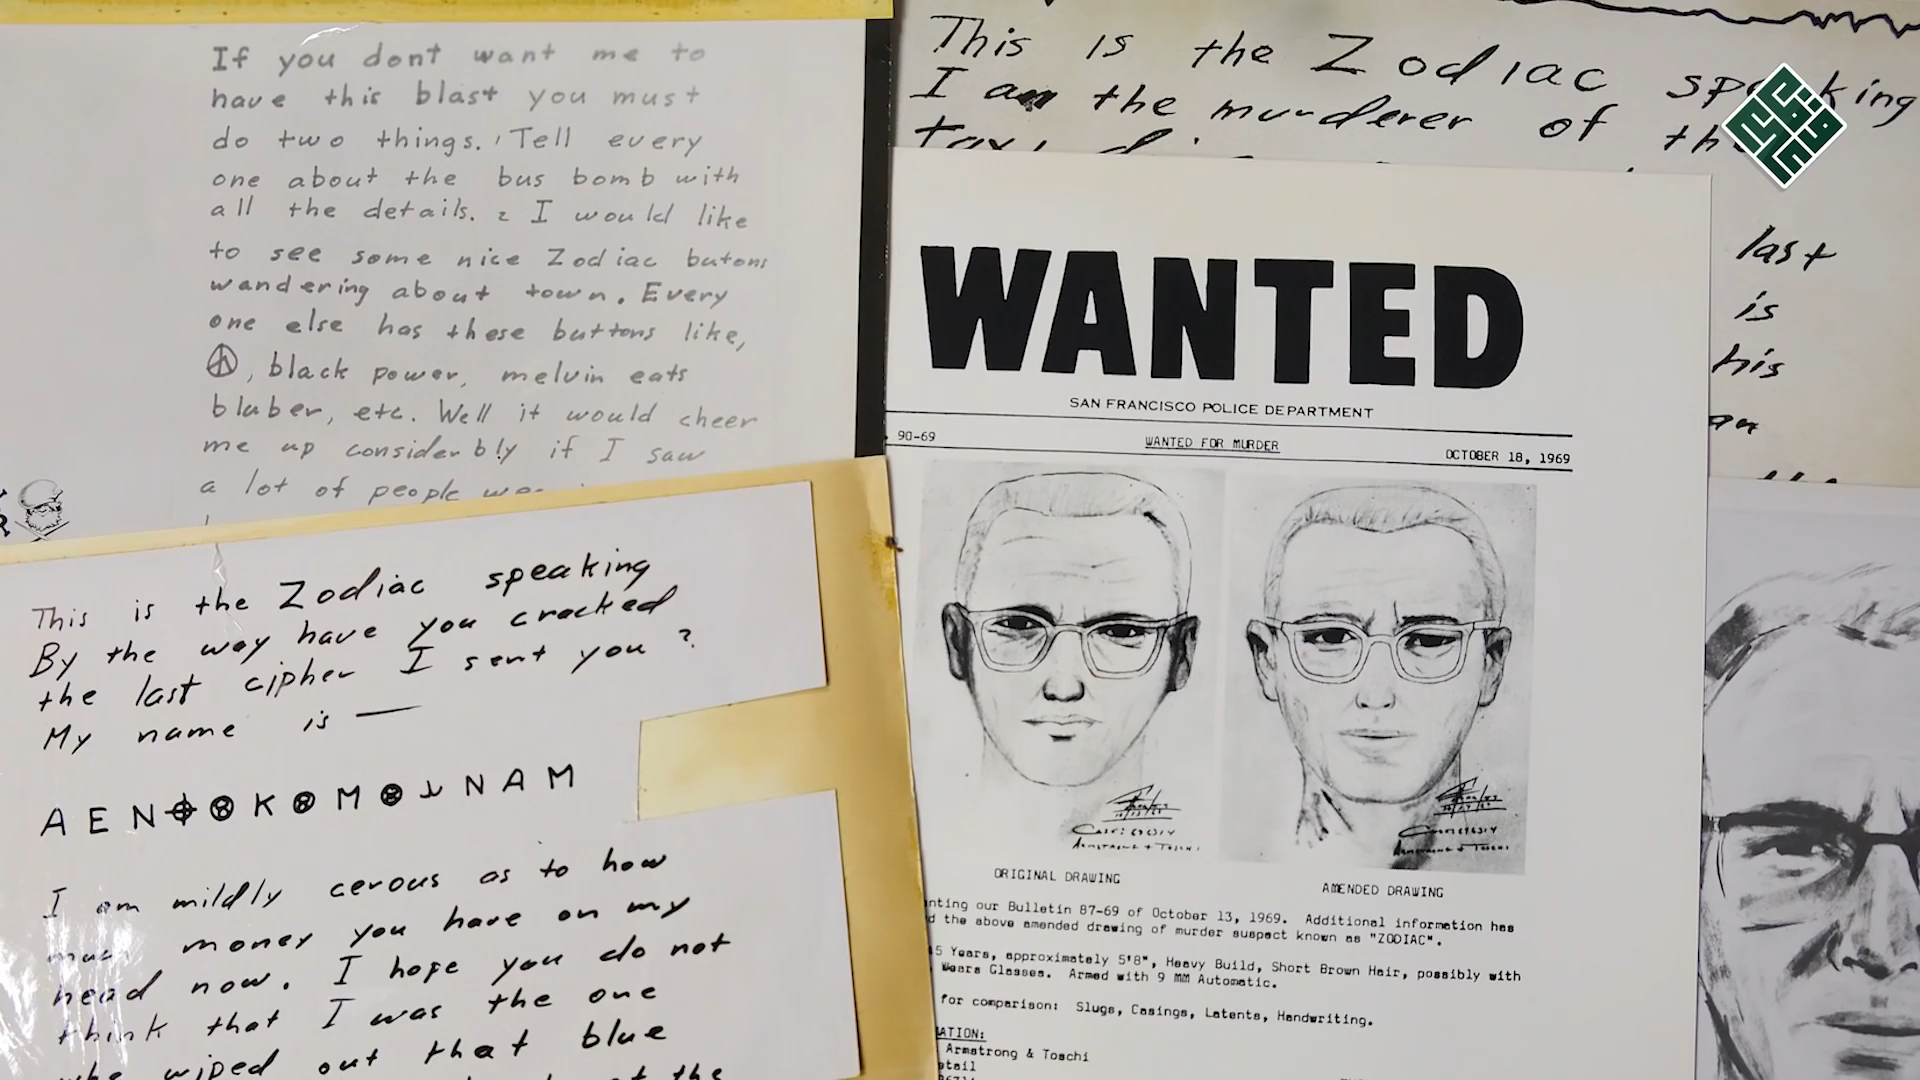 If you dont want me to
have this blast you must
do two things. 1 Tell every
one about the bus bomb with
all the details. 2 I would like
to see some nice Zodiac butons
wandering about town. Every
one else has these buttons like,
, black power, melvin eats
bluber, etc. Well it would cheer
me up considerbly if I saw
a lot of people
This is the Zodiac speaking
By the way have you cracked
the last cipher I sent you?
My name is —
A E N K M N A M
I am mildly cerous as to how
much money you have on my
head now. I hope you do not
think that I was the one
who wiped out that blue
the
This is the Zodiac speaking
I am the murderer of
last
is
his
WANTED
SAN FRANCISCO POLICE DEPARTMENT
90-69 WANTED FOR MURDER OCTOBER 18, 1969
ORIGINAL DRAWING AMENDED DRAWING
nting our Bulletin 87-69 of October 13, 1969. Additional information has
d the above amended drawing of murder suspect known as "ZODIAC".
5 Years, approximately 5'8", Heavy Build, Short Brown Hair, possibly with
Wears Glasses. Armed with 9 MM Automatic.
for comparison: Slugs, Casings, Latents, Handwriting.
ATION:
Armstrong & Toschi
etail